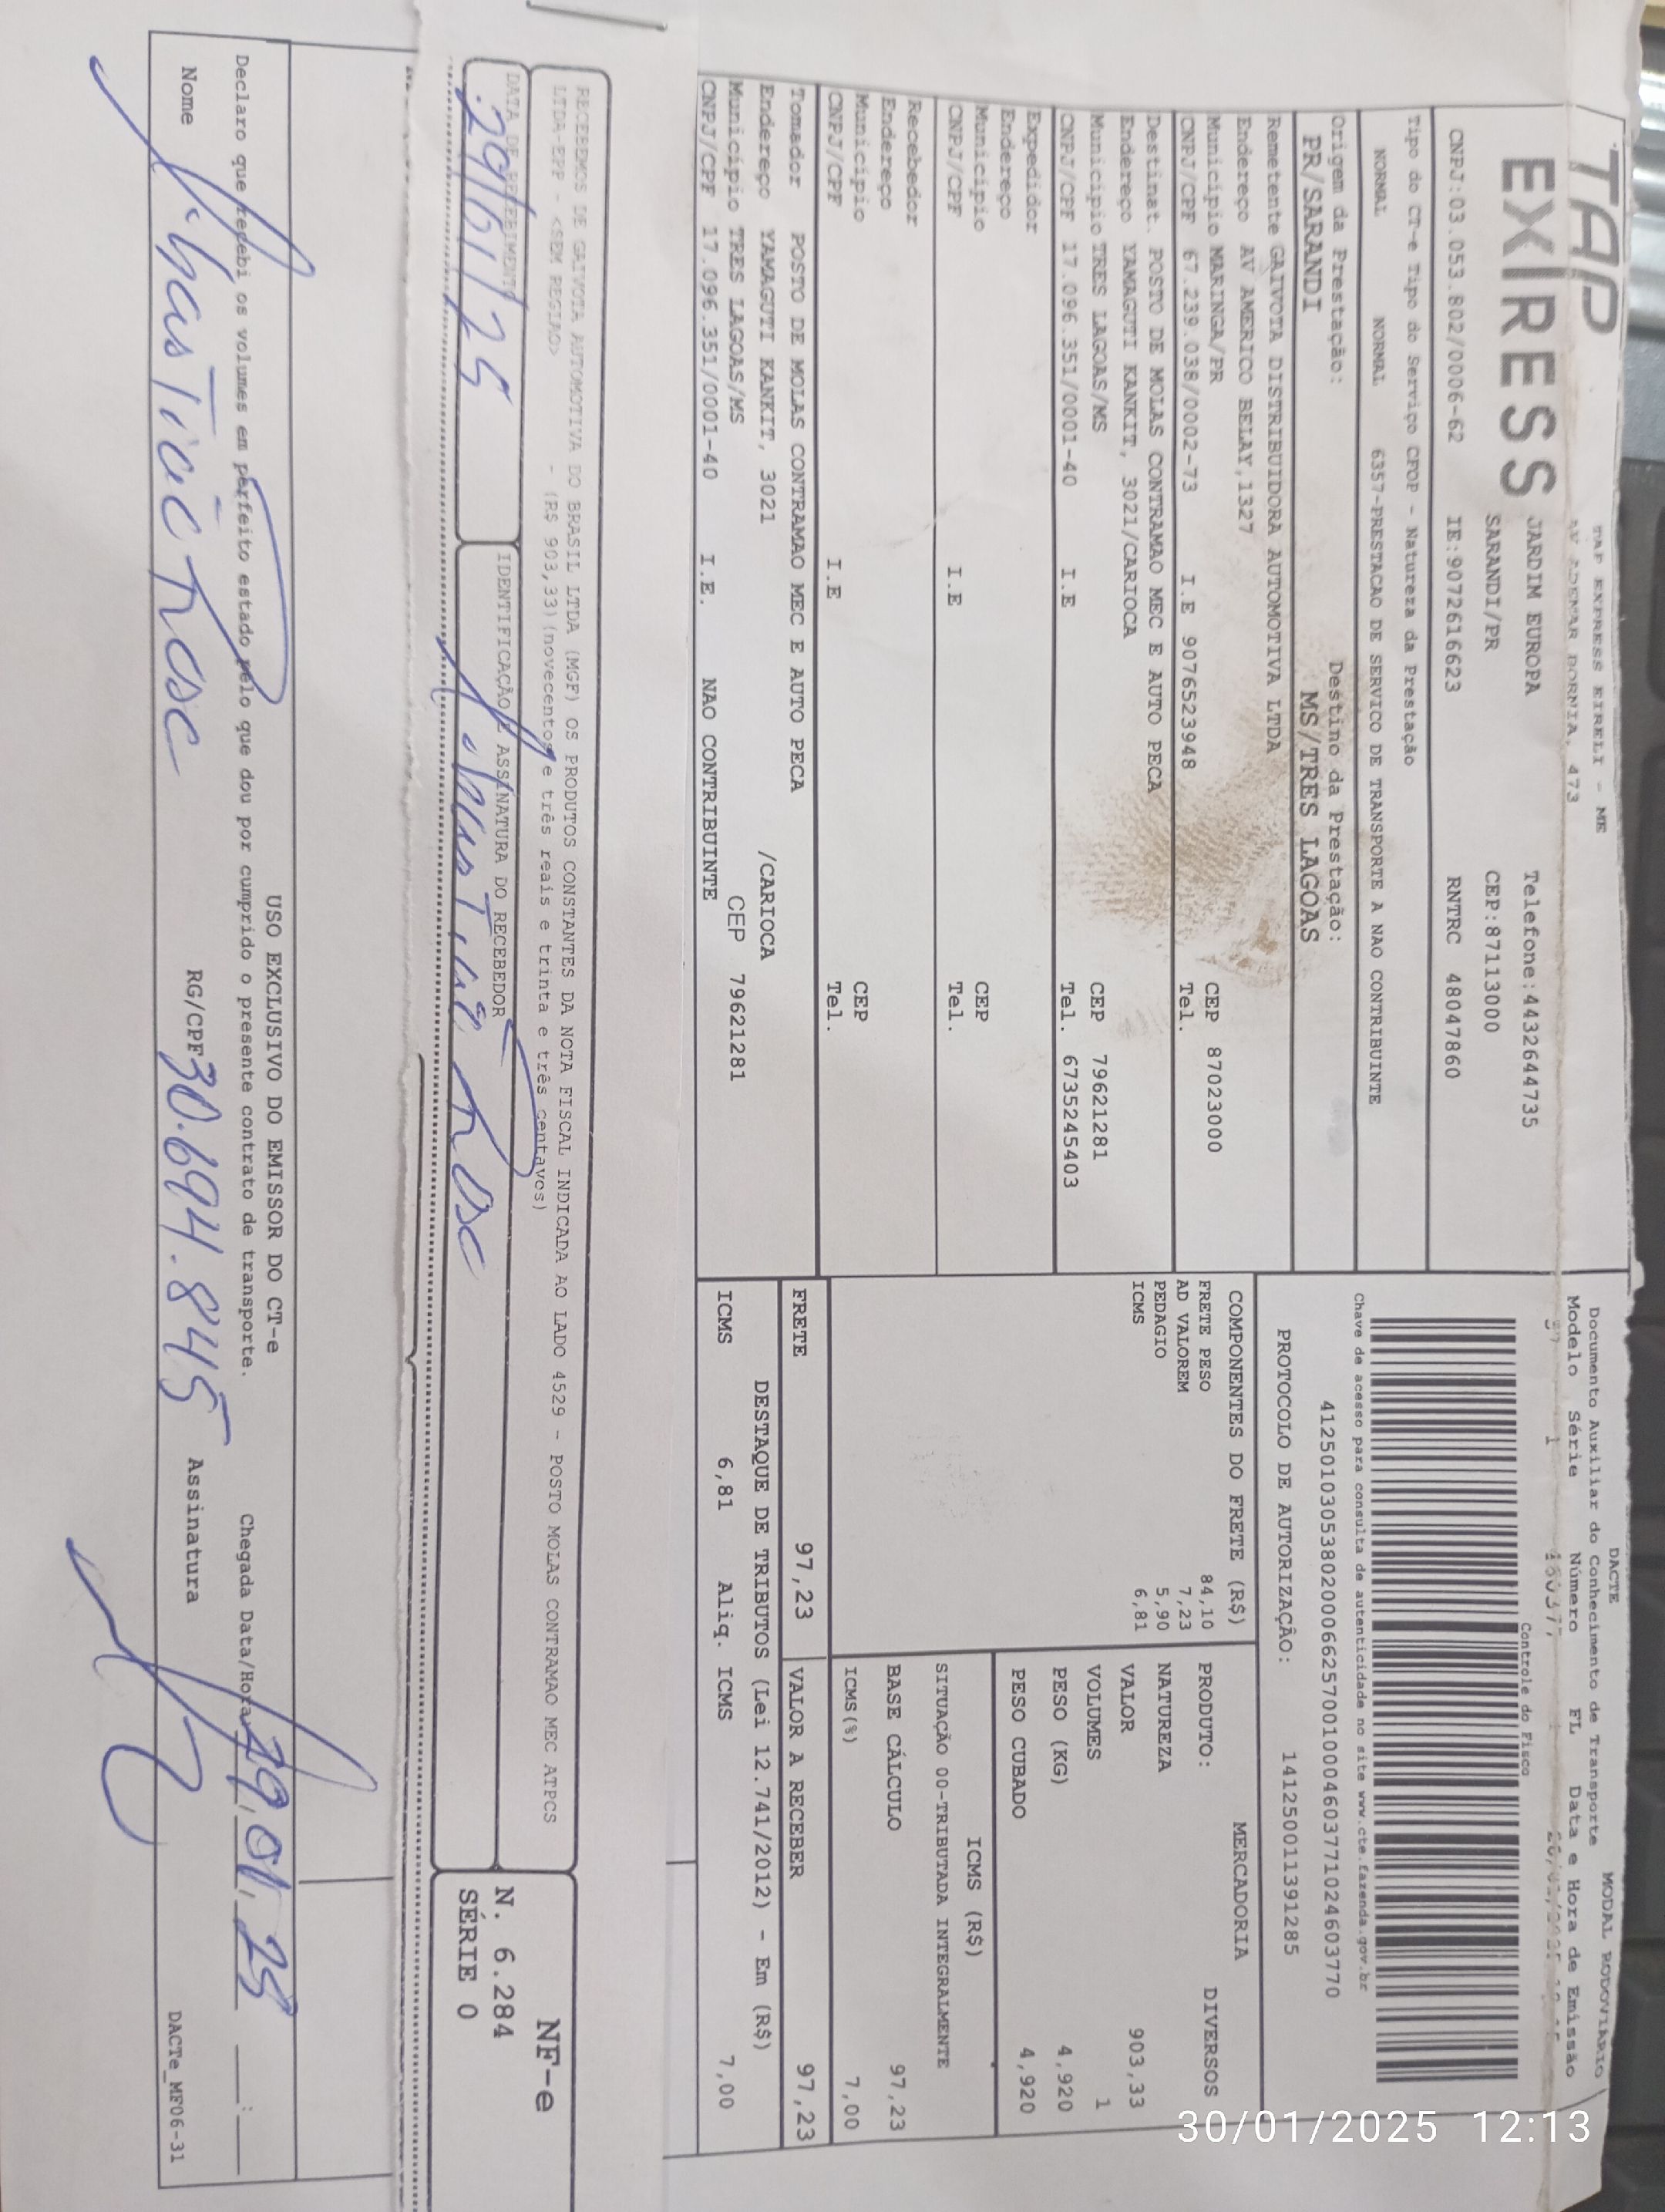 TAP
EXPRESS
TAP EXPRESS EIRELI - ME
AV ADEMAR BORNIA, 473
JARDIM EUROPA Telefone:4432644735
SARANDI/PR CEP:87113000
CNPJ:03.053.802/0006-62 IE:9072616623 RNTRC 48047860
DACTE MODAL RODOVIÁRIO
Documento Auxiliar do Conhecimento de Transporte
Modelo Série Número FL Data e Hora de Emissão
57 1 460377 1
Controle do Fisco
Chave de acesso para consulta de autenticidade no site www.cte.fazenda.gov.br
41250103053802000662570010004603771024603770
PROTOCOLO DE AUTORIZAÇÃO: 141250011391285
Tipo do CT-e Tipo do Serviço CFOP - Natureza da Prestação
NORMAL NORMAL 6357-PRESTACAO DE SERVICO DE TRANSPORTE A NAO CONTRIBUINTE
Origem da Prestação: Destino da Prestação:
PR/SARANDI MS/TRES LAGOAS
Remetente GAIVOTA DISTRIBUIDORA AUTOMOTIVA LTDA
Endereço AV AMERICO BELAY,1327
Município MARINGA/PR CEP 87023000
CNPJ/CPF 67.239.038/0002-73 I.E 9076523948 Tel.
Destinat. POSTO DE MOLAS CONTRAMAO MEC E AUTO PECA
Endereço YAMAGUTI KANKIT, 3021/CARIOCA
Município TRES LAGOAS/MS CEP 79621281
CNPJ/CPF 17.096.351/0001-40 I.E Tel. 6735245403
Expedidor
Endereço
Município CEP
CNPJ/CPF I.E Tel.
Recebedor
Endereço
Município CEP
CNPJ/CPF I.E Tel.
Tomador POSTO DE MOLAS CONTRAMAO MEC E AUTO PECA
Endereço YAMAGUTI KANKIT, 3021 /CARIOCA
Município TRES LAGOAS/MS CEP 79621281
CNPJ/CPF 17.096.351/0001-40 I.E. NAO CONTRIBUINTE
COMPONENTES DO FRETE (R$)
FRETE PESO 84,10
AD VALOREM 7,23
PEDAGIO 5,90
ICMS 6,81
MERCADORIA
PRODUTO: DIVERSOS
NATUREZA
VALOR 903,33
VOLUMES 1
PESO (KG) 4,920
PESO CUBADO 4,920
ICMS (R$)
SITUAÇÃO 00-TRIBUTADA INTEGRALMENTE
BASE CÁLCULO 97,23
ICMS(%) 7,00
FRETE 97,23 VALOR A RECEBER 97,23
DESTAQUE DE TRIBUTOS (Lei 12.741/2012) - Em (R$)
ICMS 6,81 Aliq. ICMS 7,00
RECEBEMOS DE GAIVOTA AUTOMOTIVA DO BRASIL LTDA (MGF) OS PRODUTOS CONSTANTES DA NOTA FISCAL INDICADA AO LADO 4529 - POSTO MOLAS CONTRAMAO MEC ATPCS
LTDA-EPP - <SEM REGIAO> - (R$ 903,33)(novecentos e três reais e trinta e três centavos)
DATA DE RECEBIMENTO IDENTIFICAÇÃO E ASSINATURA DO RECEBEDOR
29/01/25
NF-e
N. 6.284
SÉRIE 0
USO EXCLUSIVO DO EMISSOR DO CT-e
Declaro que recebi os volumes em perfeito estado pelo que dou por cumprido o presente contrato de transporte. Chegada Data/Hora 29/01/25 __:__
Nome RG/CPF 30.694.845 Assinatura
DACTe_MF06-31
30/01/2025 12:13